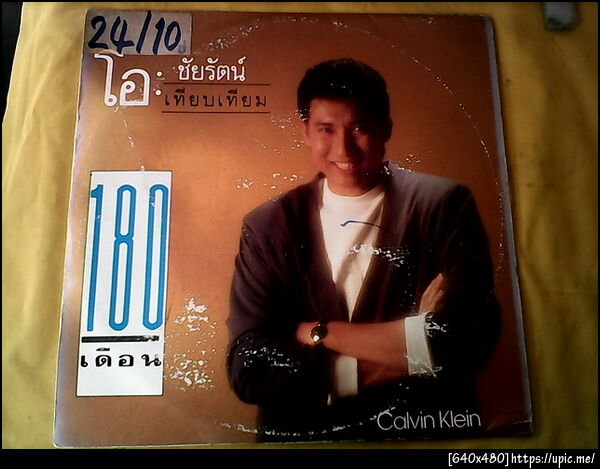 24/10
โอ:
ชัยรัตน์
เทียบเทียม
180
เดือน
Calvin Klein
[640x480]https://upic.me/